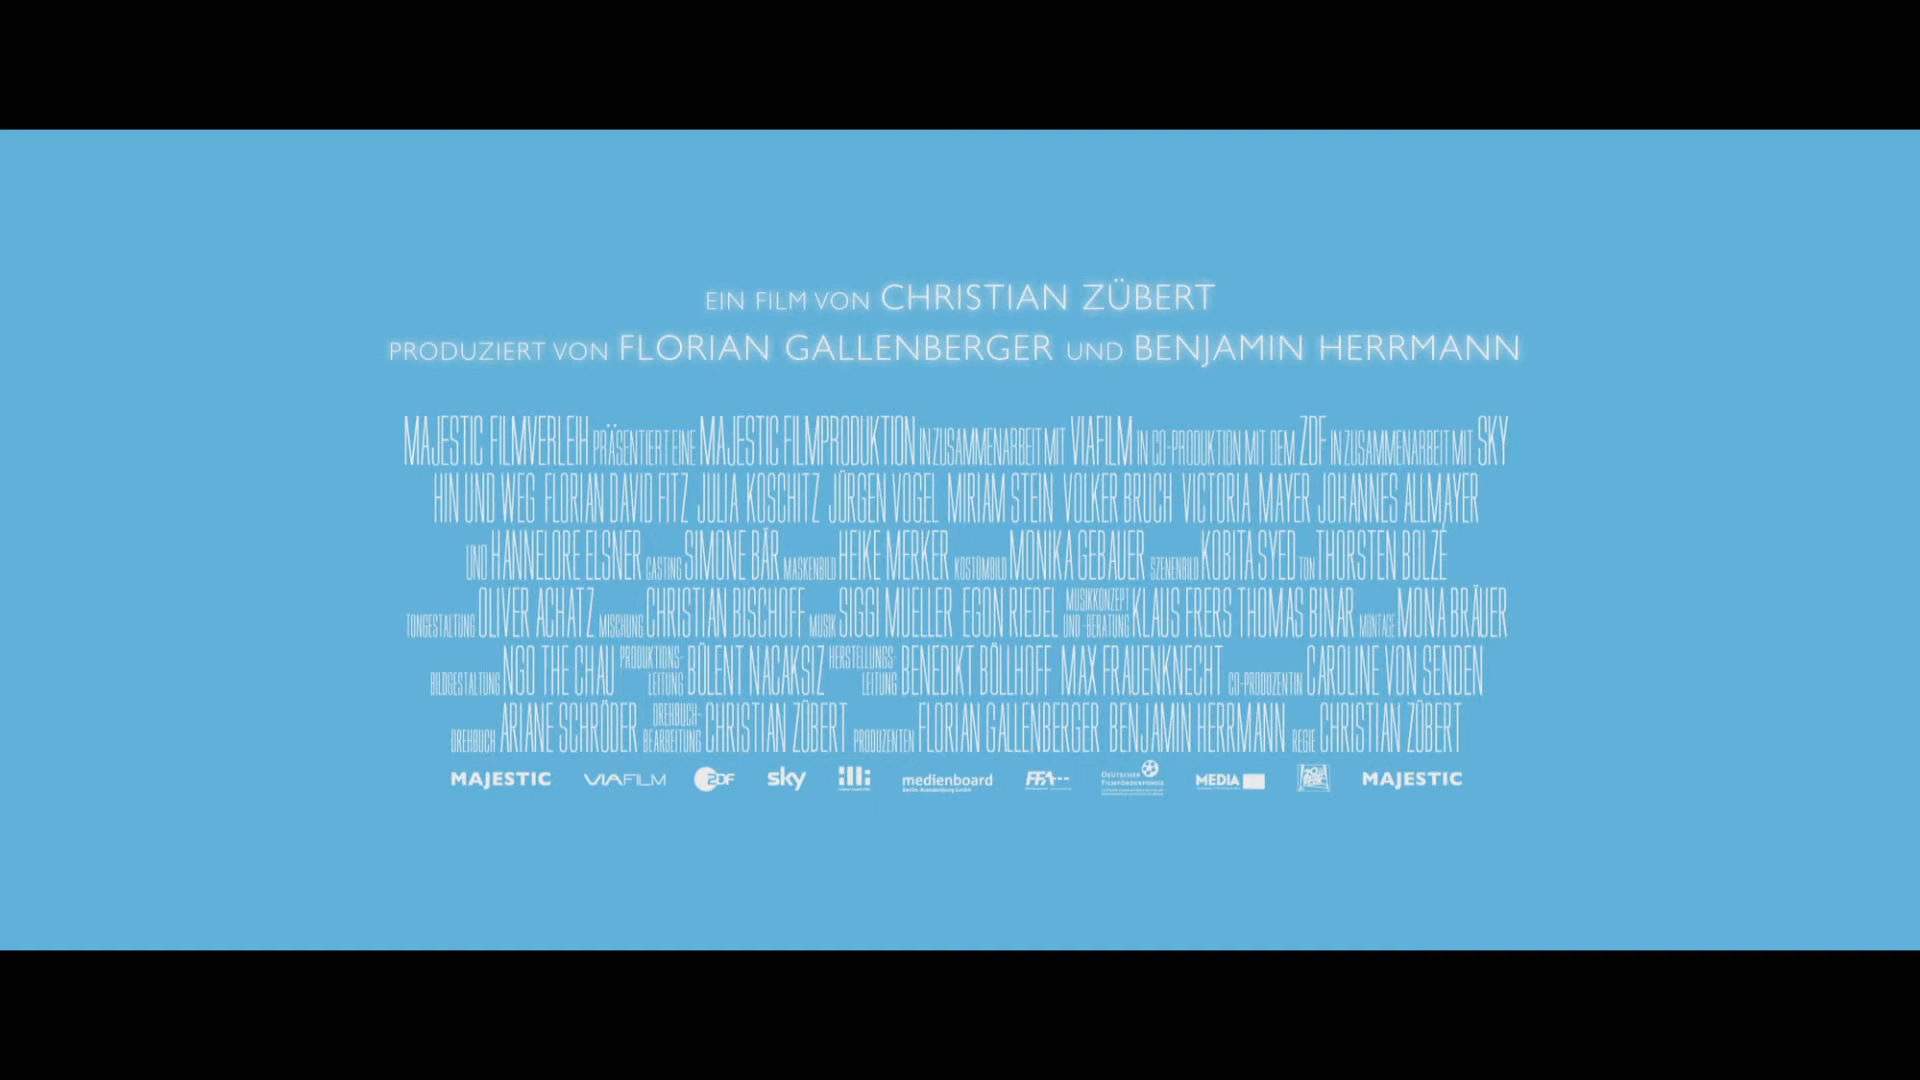 EIN FILM VON CHRISTIAN ZÜBERT
PRODUZIERT VON FLORIAN GALLENBERGER UND BENJAMIN HERRMANN
MAJESTIC FILMVERLEIH PRÄSENTIERT EINE MAJESTIC FILMPRODUKTION IN ZUSAMMENARBEIT MIT VIAFILM IN CO-PRODUKTION MIT DEM ZDF IN ZUSAMMENARBEIT MIT SKY
HIN UND WEG FLORIAN DAVID FITZ JULIA KOSCHITZ JÜRGEN VOGEL MIRIAM STEIN VOLKER BRUCH VICTORIA MAYER JOHANNES ALLMAYER
UND HANNELORE ELSNER CASTING SIMONE BÄR MASKENBILD HEIKE MERKER KOSTÜMBILD MONIKA GEBAUER SZENENBILD KOBITA SYED TON THORSTEN BOLZÉ
TONGESTALTUNG OLIVER ACHATZ MISCHUNG CHRISTIAN BISCHOFF MUSIK SIGGI MUELLER EGON RIEDEL MUSIKKONZEPT UND -BERATUNG KLAUS FRERS THOMAS BINAR MONTAGE MONA BRÄUER
BILDGESTALTUNG NGO THE CHAU PRODUKTIONS-LEITUNG BÜLENT NACAKSIZ HERSTELLUNGS-LEITUNG BENEDIKT BÖLLHOFF MAX FRAUENKNECHT CO-PRODUZENTIN CAROLINE VON SENDEN
DREHBUCH ARIANE SCHRÖDER DREHBUCH-BEARBEITUNG CHRISTIAN ZÜBERT PRODUZENTEN FLORIAN GALLENBERGER BENJAMIN HERRMANN REGIE CHRISTIAN ZÜBERT
MAJESTIC VIAFILM ZDF sky medienboard Berlin-Brandenburg GmbH FFA DEUTSCHER FILMFÖRDERFONDS MEDIA MAJESTIC